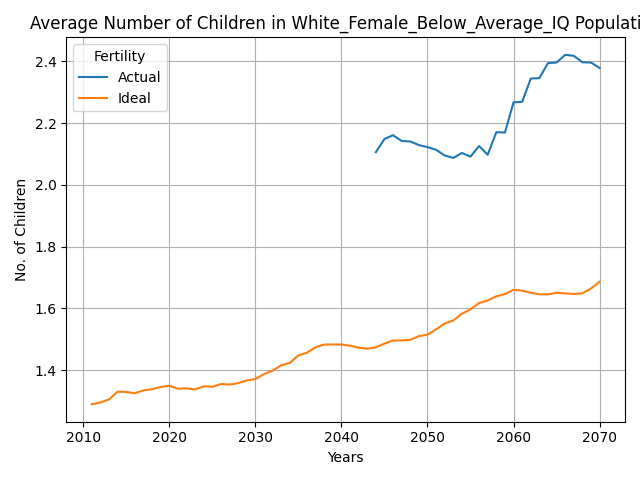 Average Number of Children in White_Female_Below_Average_IQ Populati
Fertility
Actual
Ideal
2.4
2.2
2.0
1.8
1.6
1.4
No. of Children
2010 2020 2030 2040 2050 2060 2070
Years